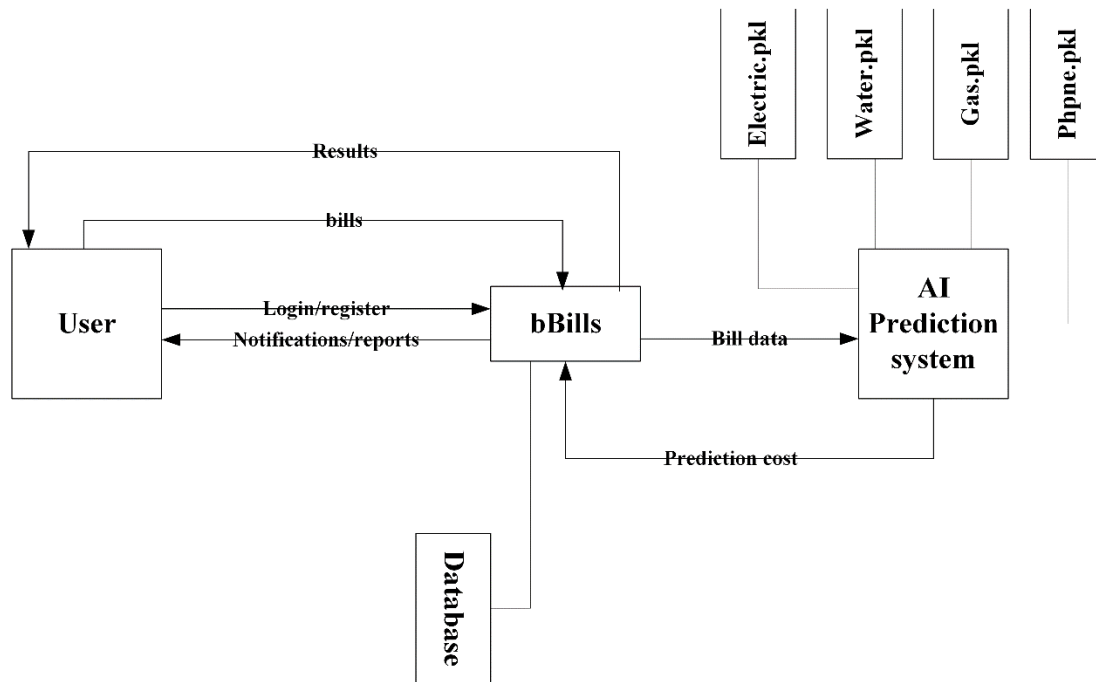 Electric.pkl
Water.pkl
Gas.pkl
Phpne.pkl
Results
bills
User
Login/register
Notifications/reports
bBills
Bill data
AI
Prediction
system
Prediction cost
Database